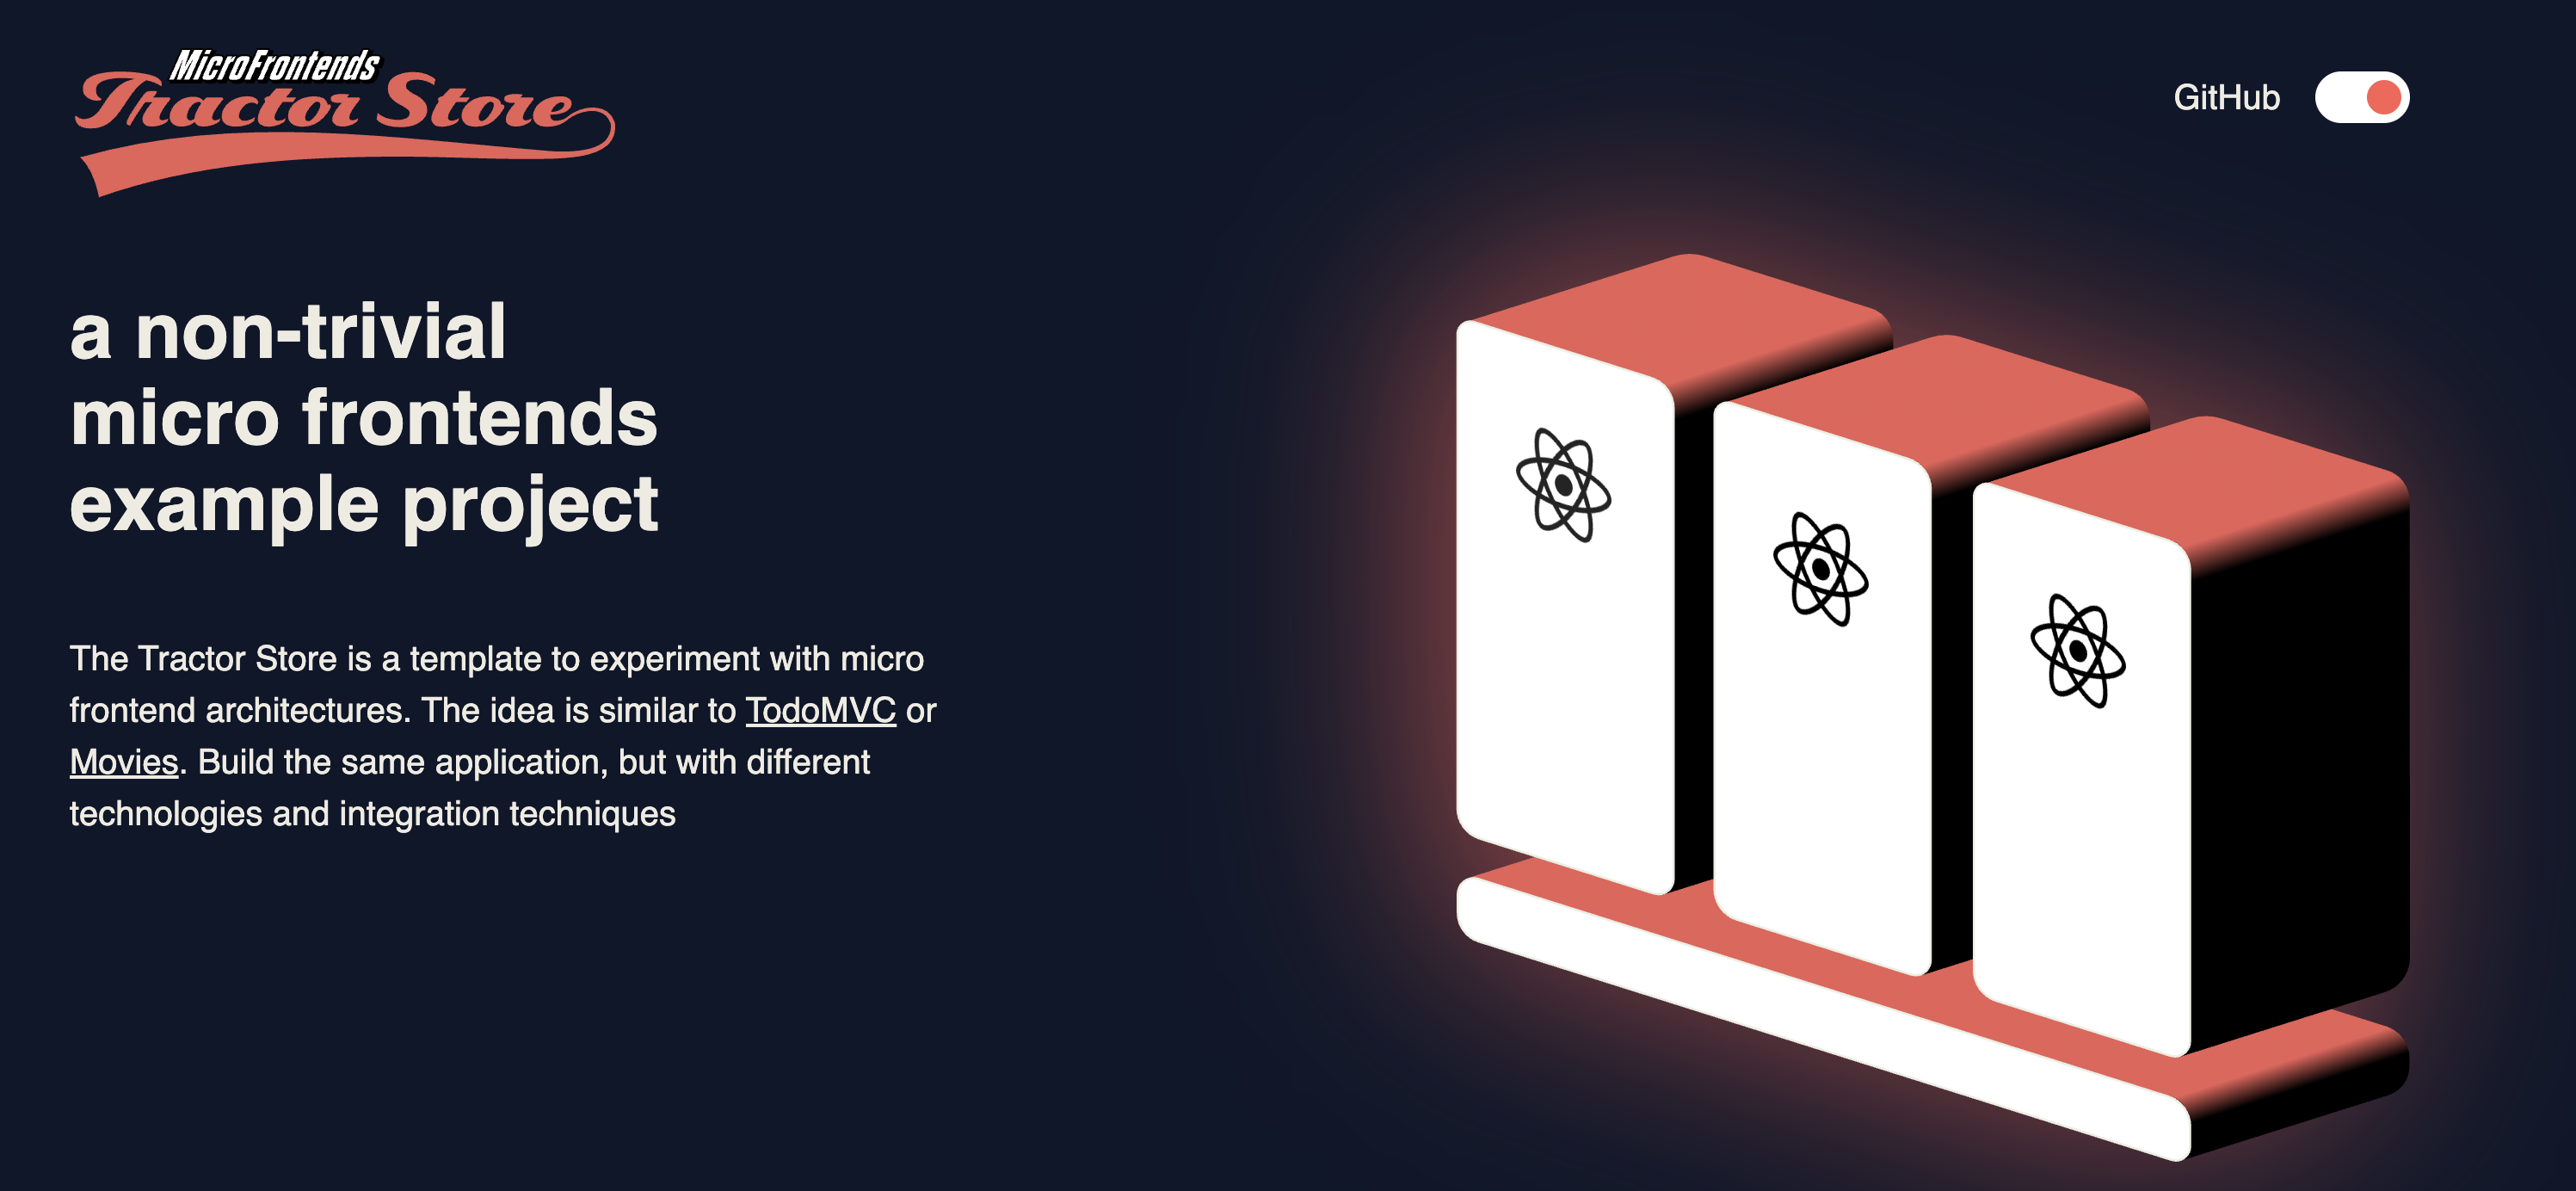 MicroFrontends
Tractor Store
GitHub
a non-trivial
micro frontends
example project
The Tractor Store is a template to experiment with micro
frontend architectures. The idea is similar to TodoMVC or
Movies. Build the same application, but with different
technologies and integration techniques